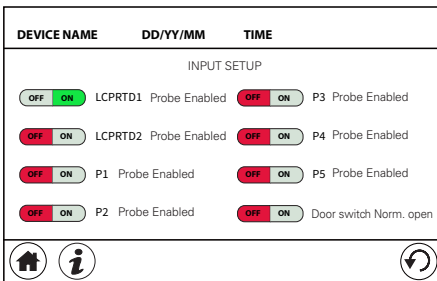 DEVICE NAME DD/YY/MM TIME
INPUT SETUP
OFF ON LCPRTD1 Probe Enabled OFF ON P3 Probe Enabled
OFF ON LCPRTD2 Probe Enabled OFF ON P4 Probe Enabled
OFF ON P1 Probe Enabled OFF ON P5 Probe Enabled
OFF ON P2 Probe Enabled OFF ON Door switch Norm. open
i